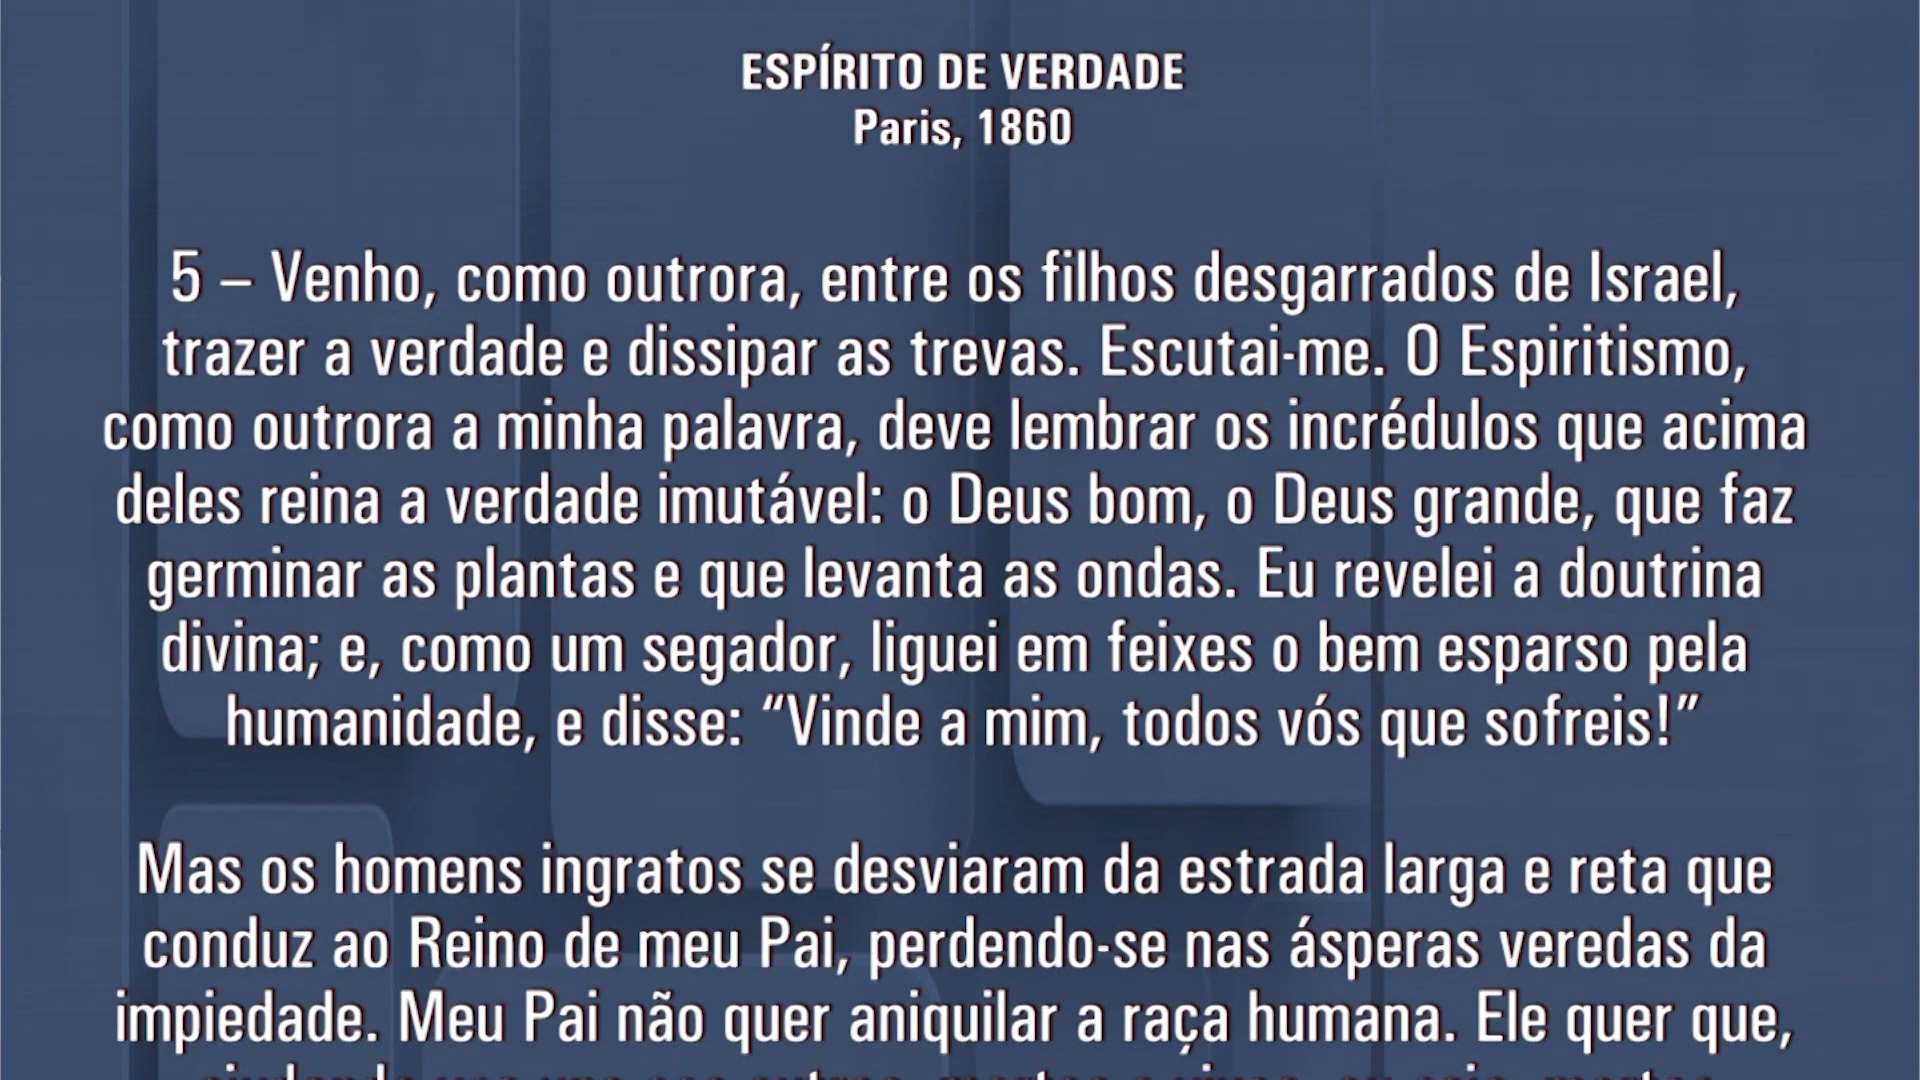 ESPÍRITO DE VERDADE
Paris, 1860
5 – Venho, como outrora, entre os filhos desgarrados de Israel,
trazer a verdade e dissipar as trevas. Escutai-me. O Espiritismo,
como outrora a minha palavra, deve lembrar os incrédulos que acima
deles reina a verdade imutável: o Deus bom, o Deus grande, que faz
germinar as plantas e que levanta as ondas. Eu revelei a doutrina
divina; e, como um segador, liguei em feixes o bem esparso pela
humanidade, e disse: “Vinde a mim, todos vós que sofreis!”
Mas os homens ingratos se desviaram da estrada larga e reta que
conduz ao Reino de meu Pai, perdendo-se nas ásperas veredas da
impiedade. Meu Pai não quer aniquilar a raça humana. Ele quer que,